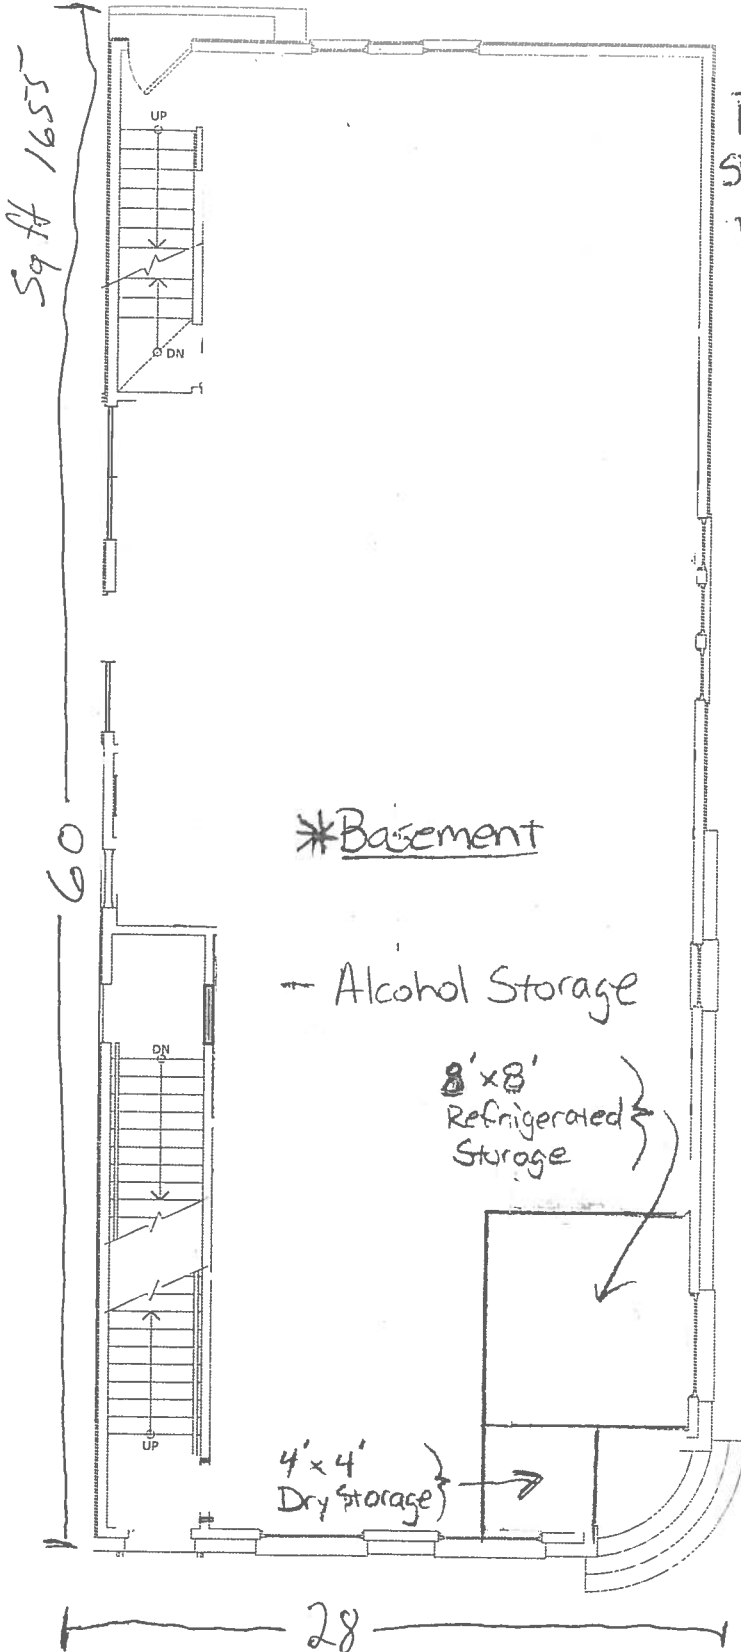 Sq ft 1655
UP
DN
60
*Basement
- Alcohol Storage
8'x8'
Refrigerated
Storage
DN
UP
4'x4'
Dry Storage
28